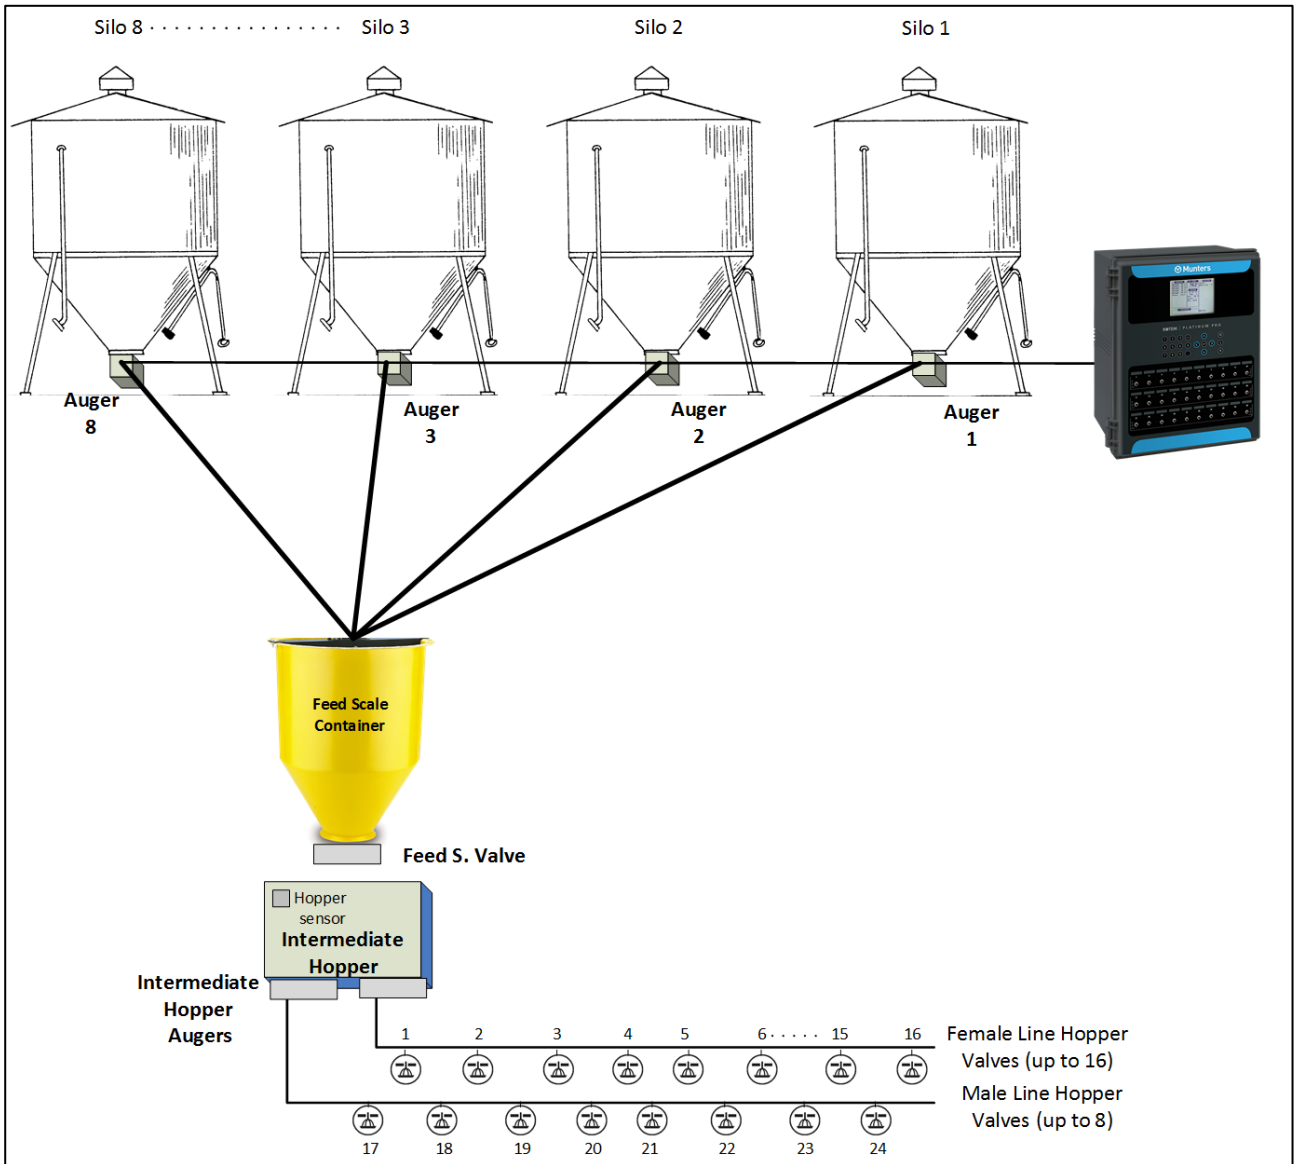 Silo 8 . . . . . . . . . . . . . . . . Silo 3
Silo 2
Silo 1
Munters
PLATINUM PRO
Auger
8
Auger
3
Auger
2
Auger
1
Feed Scale
Container
Feed S. Valve
Hopper
sensor
Intermediate
Hopper
Intermediate
Hopper
Augers
1 2 3 4 5 6 . . . . . 15 16
Female Line Hopper
Valves (up to 16)
Male Line Hopper
Valves (up to 8)
17 18 19 20 21 22 23 24